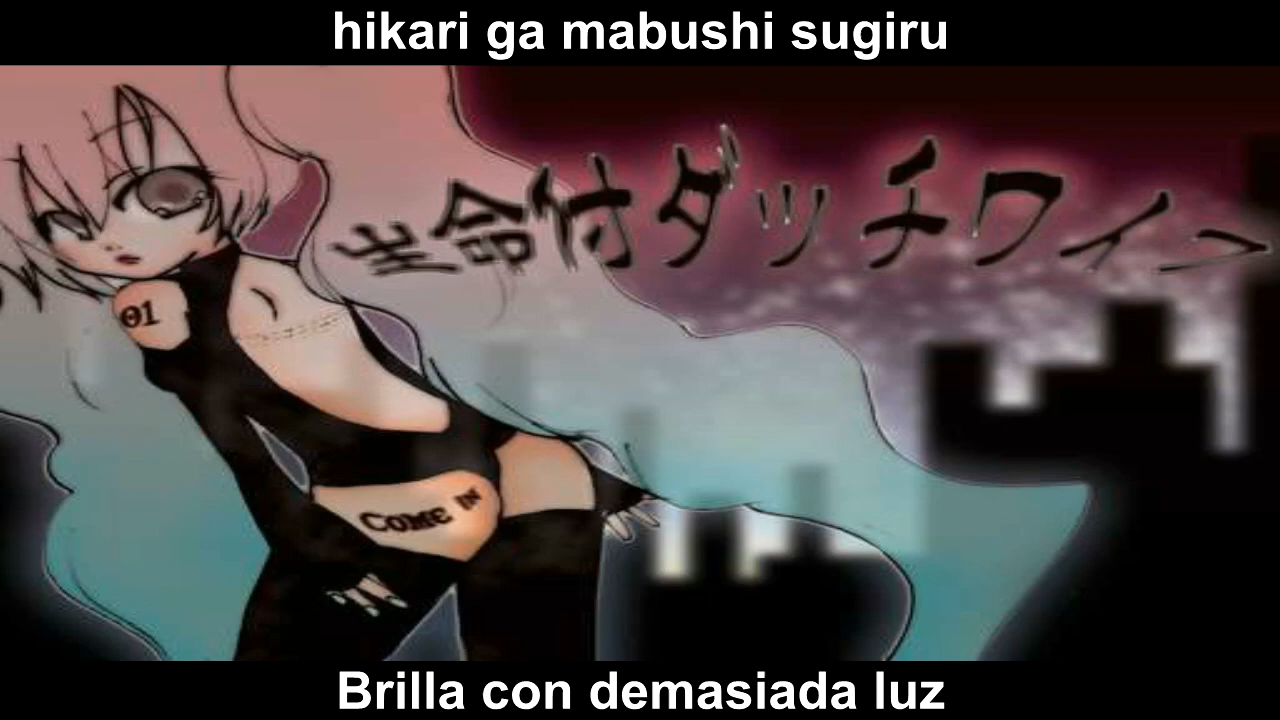 hikari ga mabushi sugiru
生命付ダッチワイフ
01
COME IN
Brilla con demasiada luz